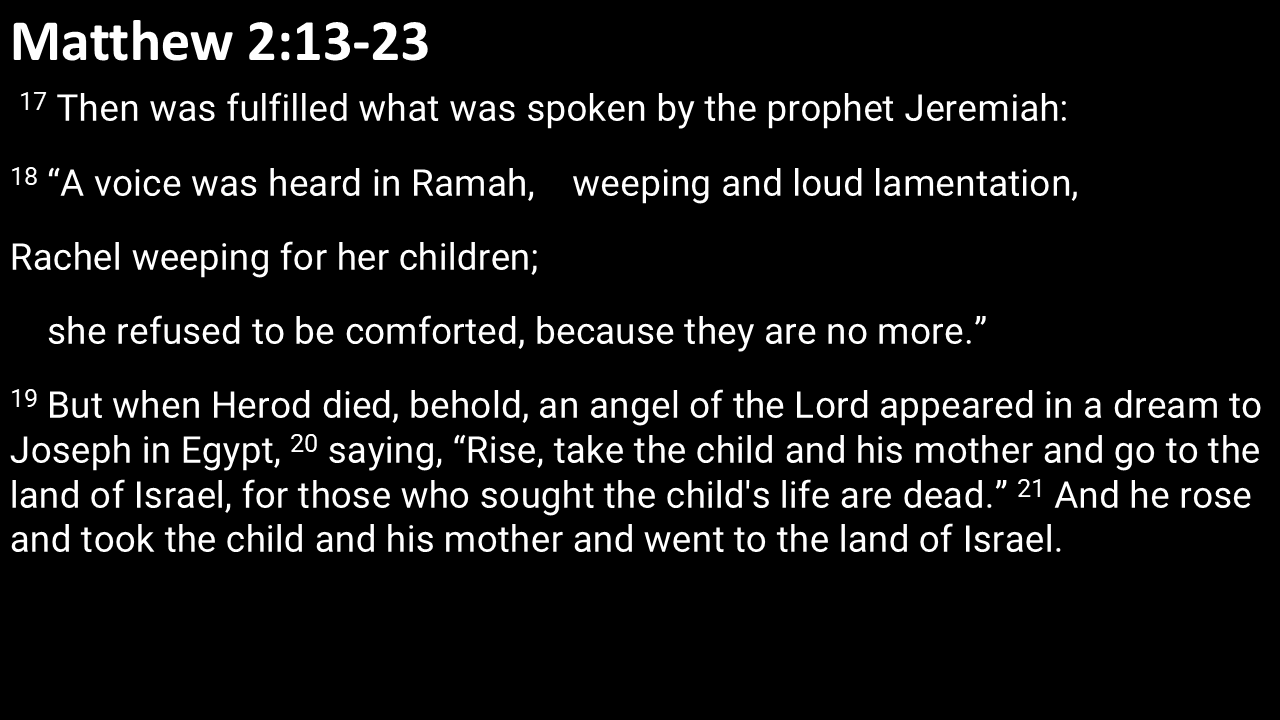 Matthew 2:13-23
17 Then was fulfilled what was spoken by the prophet Jeremiah:
18 “A voice was heard in Ramah,    weeping and loud lamentation,
Rachel weeping for her children;
she refused to be comforted, because they are no more.”
19 But when Herod died, behold, an angel of the Lord appeared in a dream to
Joseph in Egypt, 20 saying, “Rise, take the child and his mother and go to the
land of Israel, for those who sought the child's life are dead.” 21 And he rose
and took the child and his mother and went to the land of Israel.